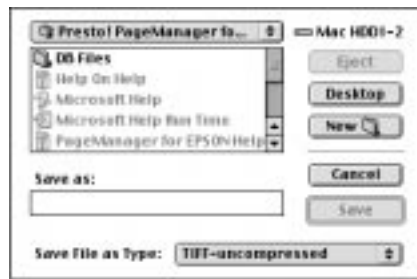 Presto! PageManager fo... Mac HDD1-2
DB Files
Help On Help
Microsoft Help
Microsoft Help Run Time
PageManager for EPSON Help
Eject
Desktop
New
Save as:
Cancel
Save
Save File as Type: TIFF-uncompressed